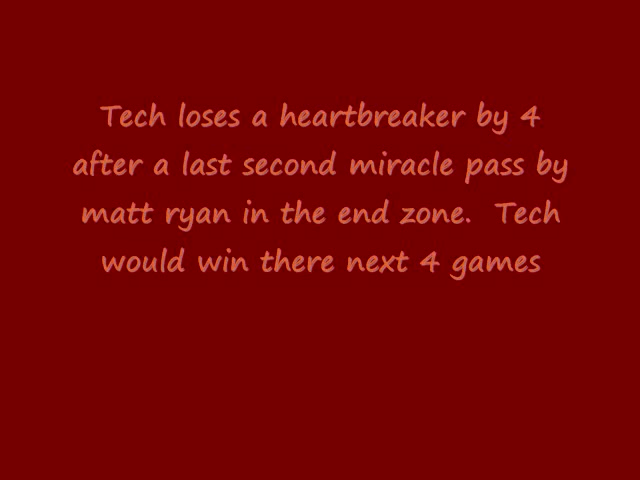 Tech loses a heartbreaker by 4
after a last second miracle pass by
matt ryan in the end zone.  Tech
would win there next 4 games